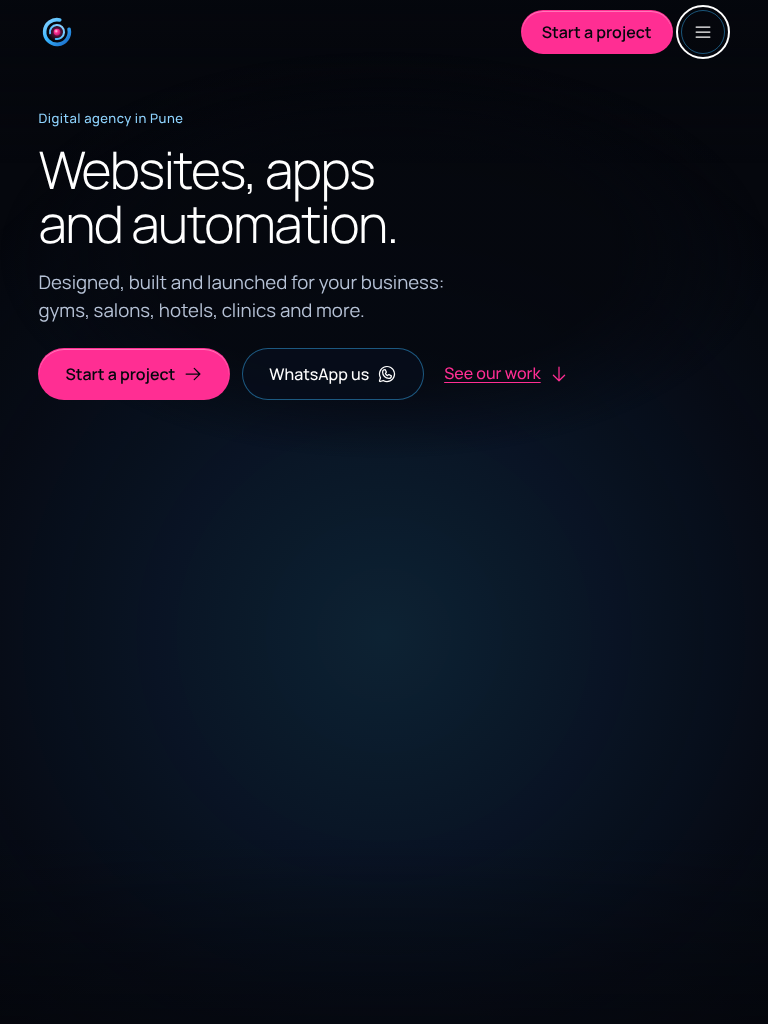 Start a project
Digital agency in Pune
Websites, apps
and automation.
Designed, built and launched for your business:
gyms, salons, hotels, clinics and more.
Start a project
WhatsApp us
See our work